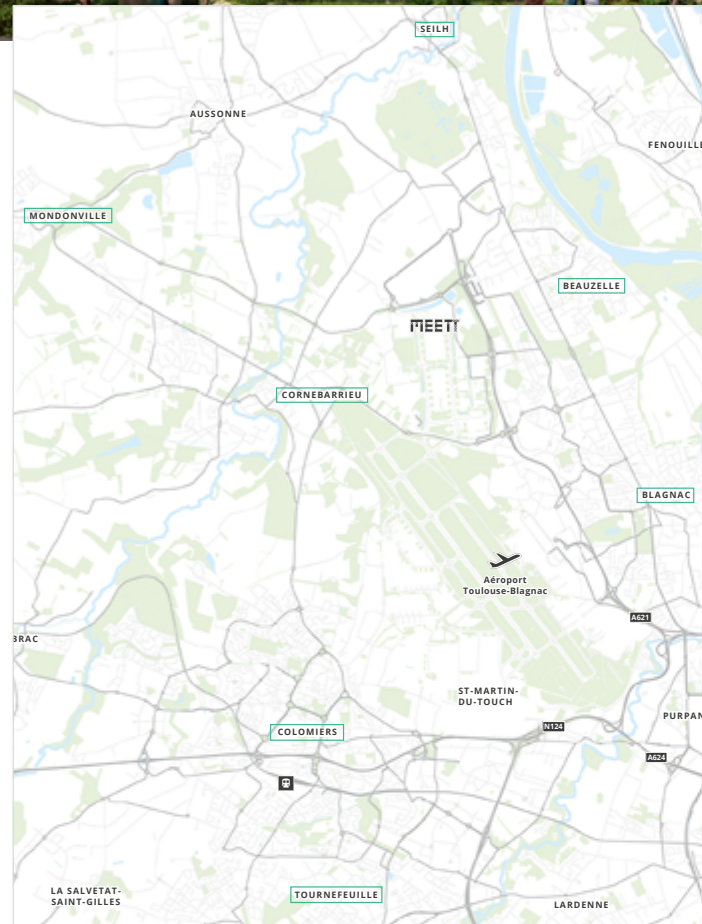 SEILH
AUSSONNE
FENOUILLE
MONDONVILLE
BEAUZELLE
MEETT
CORNEBARRIEU
BLAGNAC
Aéroport
Toulouse-Blagnac
A621
BRAC
ST-MARTIN-
DU-TOUCH
PURPAN
N124
COLOMIERS
A624
LA SALVETAT-
SAINT-GILLES
TOURNEFEUILLE
LARDENNE